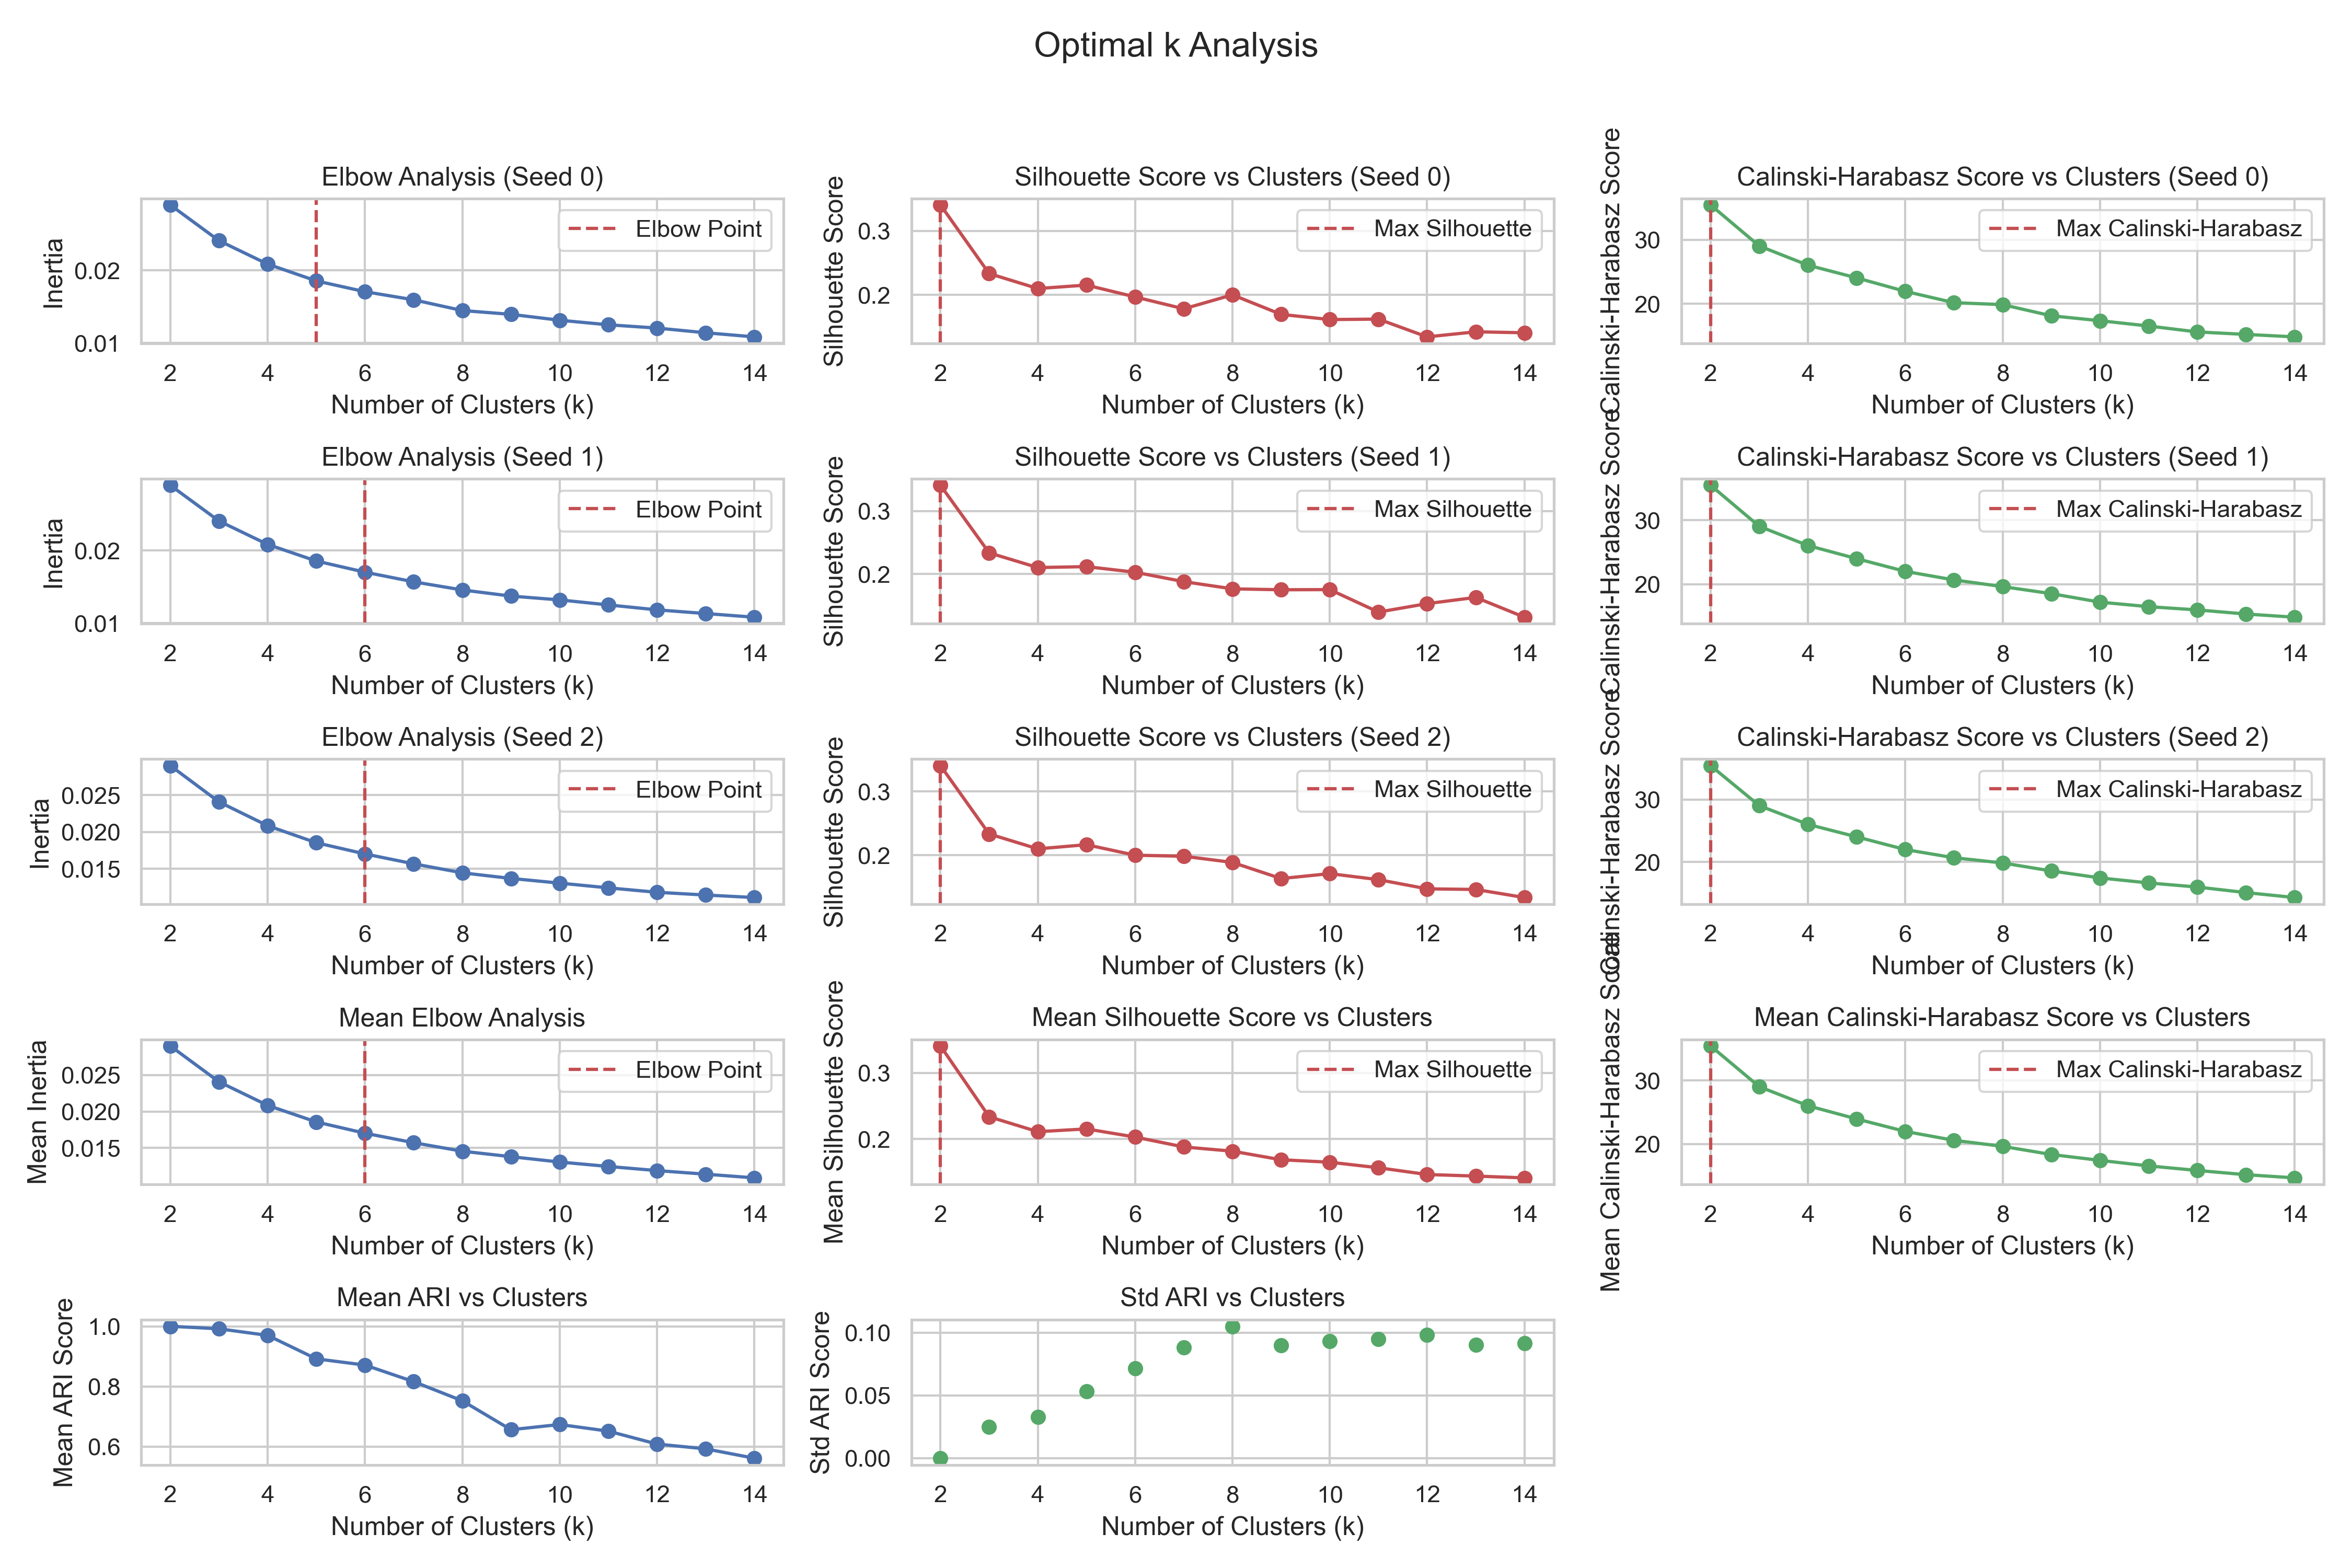 Optimal k Analysis
Elbow Analysis (Seed 0)
Inertia
0.02
0.01
Elbow Point
2 4 6 8 10 12 14
Number of Clusters (k)
Silhouette Score vs Clusters (Seed 0)
Silhouette Score
0.3
0.2
Max Silhouette
2 4 6 8 10 12 14
Number of Clusters (k)
Calinski-Harabasz Score vs Clusters (Seed 0)
Calinski-Harabasz Score
30
20
Max Calinski-Harabasz
2 4 6 8 10 12 14
Number of Clusters (k)
Elbow Analysis (Seed 1)
Inertia
0.02
0.01
Elbow Point
2 4 6 8 10 12 14
Number of Clusters (k)
Silhouette Score vs Clusters (Seed 1)
Silhouette Score
0.3
0.2
Max Silhouette
2 4 6 8 10 12 14
Number of Clusters (k)
Calinski-Harabasz Score vs Clusters (Seed 1)
Calinski-Harabasz Score
30
20
Max Calinski-Harabasz
2 4 6 8 10 12 14
Number of Clusters (k)
Elbow Analysis (Seed 2)
Inertia
0.025
0.020
0.015
Elbow Point
2 4 6 8 10 12 14
Number of Clusters (k)
Silhouette Score vs Clusters (Seed 2)
Silhouette Score
0.3
0.2
Max Silhouette
2 4 6 8 10 12 14
Number of Clusters (k)
Calinski-Harabasz Score vs Clusters (Seed 2)
Calinski-Harabasz Score
30
20
Max Calinski-Harabasz
2 4 6 8 10 12 14
Number of Clusters (k)
Mean Elbow Analysis
Mean Inertia
0.025
0.020
0.015
Elbow Point
2 4 6 8 10 12 14
Number of Clusters (k)
Mean Silhouette Score vs Clusters
Mean Silhouette Score
0.3
0.2
Max Silhouette
2 4 6 8 10 12 14
Number of Clusters (k)
Mean Calinski-Harabasz Score vs Clusters
Mean Calinski-Harabasz Score
30
20
Max Calinski-Harabasz
2 4 6 8 10 12 14
Number of Clusters (k)
Mean ARI vs Clusters
Mean ARI Score
1.0
0.8
0.6
2 4 6 8 10 12 14
Number of Clusters (k)
Std ARI vs Clusters
Std ARI Score
0.10
0.05
0.00
2 4 6 8 10 12 14
Number of Clusters (k)